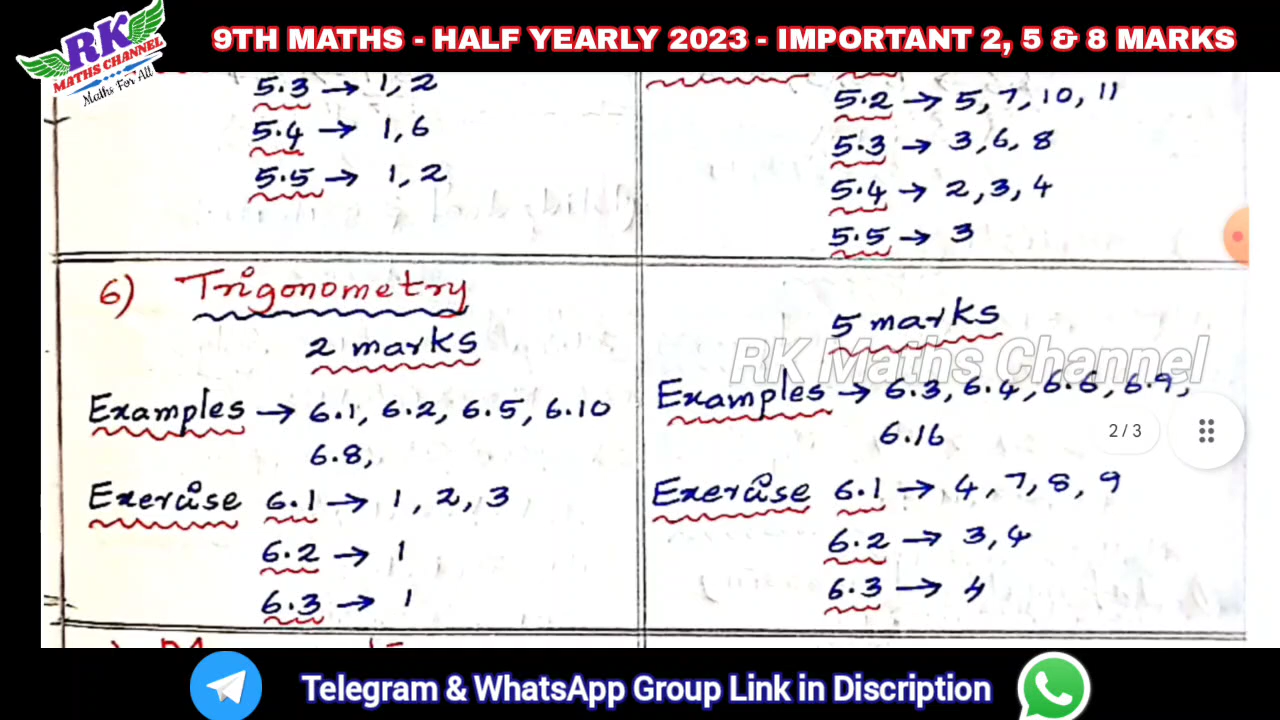 RK
MATHS CHANNEL
Maths For All
9TH MATHS - HALF YEARLY 2023 - IMPORTANT 2, 5 & 8 MARKS
5.3 → 1, 2
5.4 → 1, 6
5.5 → 1, 2
5.2 → 5, 7, 10, 11
5.3 → 3, 6, 8
5.4 → 2, 3, 4
5.5 → 3
6) Trigonometry
2 marks
Examples → 6.1, 6.2, 6.5, 6.10
6.8,
Exercise 6.1 → 1, 2, 3
6.2 → 1
6.3 → 1
5 marks
RK Maths Channel
Examples → 6.3, 6.4, 6.6, 6.9,
6.16
2 / 3
Exercise 6.1 → 4, 7, 8, 9
6.2 → 3, 4
6.3 → 4
Telegram & WhatsApp Group Link in Discription